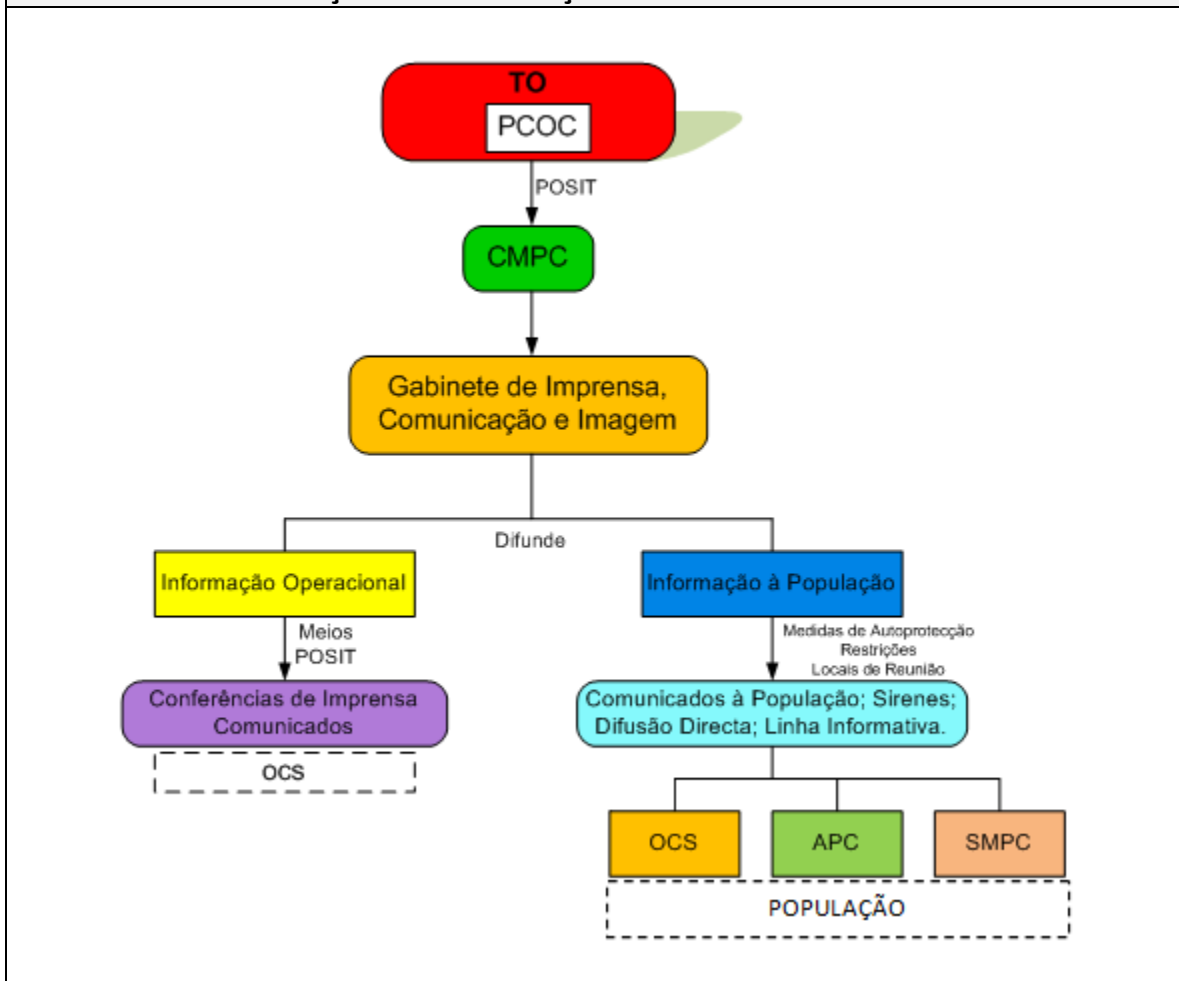 TO
PCOC
POSIT
CMPC
Gabinete de Imprensa,
Comunicação e Imagem
Difunde
Informação Operacional
Informação à População
Meios
POSIT
Medidas de Autoprotecção
Restrições
Locais de Reunião
Conferências de Imprensa
Comunicados
Comunicados à População; Sirenes;
Difusão Directa; Linha Informativa.
OCS
OCS
APC
SMPC
POPULAÇÃO